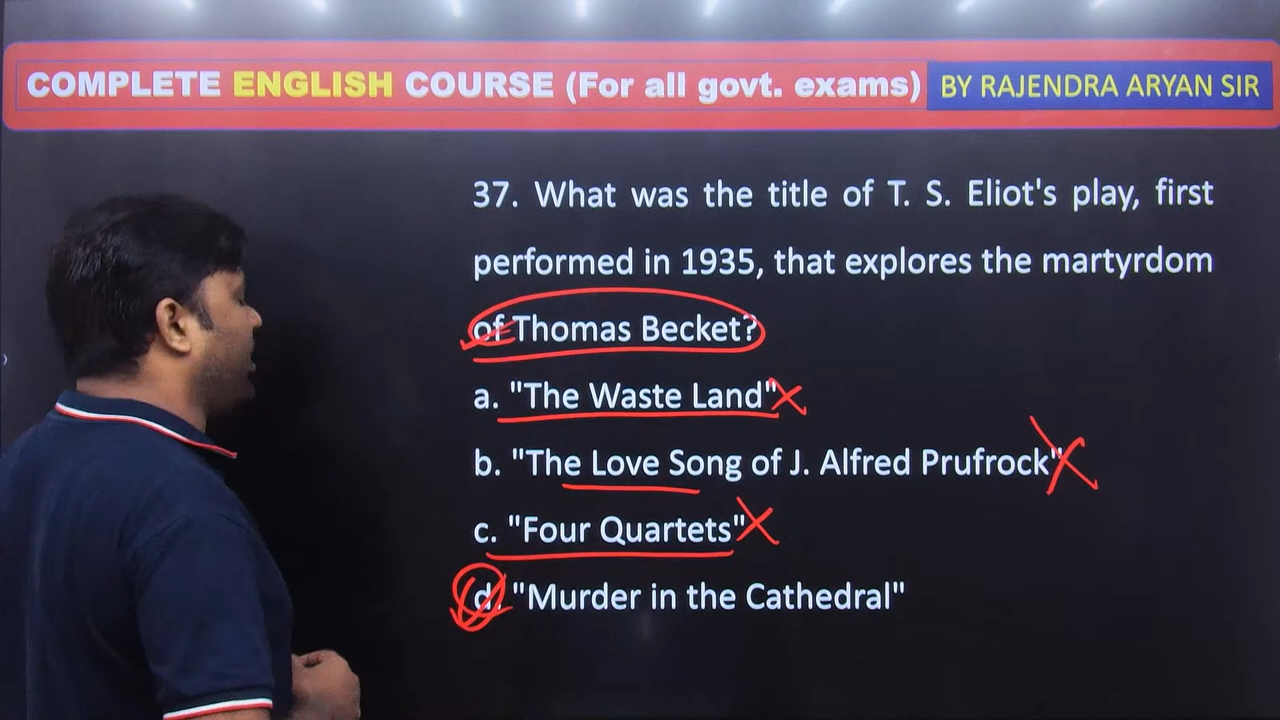 COMPLETE ENGLISH COURSE (For all govt. exams) BY RAJENDRA ARYAN SIR
37. What was the title of T. S. Eliot's play, first
performed in 1935, that explores the martyrdom
of Thomas Becket?
a. "The Waste Land"
b. "The Love Song of J. Alfred Prufrock"
c. "Four Quartets"
d. "Murder in the Cathedral"